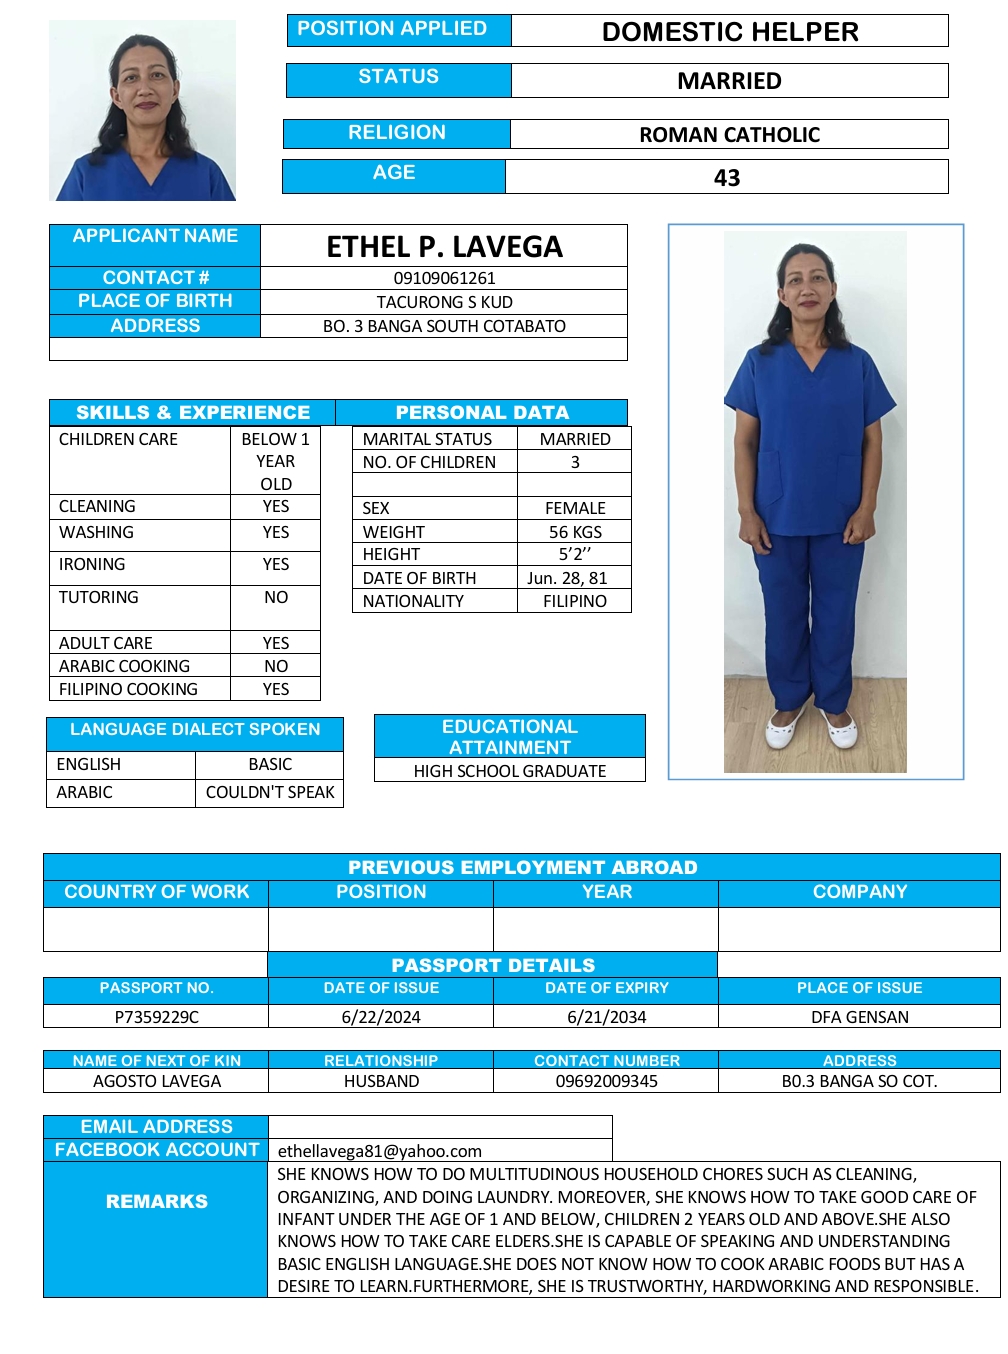 POSITION APPLIED DOMESTIC HELPER
STATUS MARRIED
RELIGION ROMAN CATHOLIC
AGE 43
APPLICANT NAME ETHEL P. LAVEGA
CONTACT # 09109061261
PLACE OF BIRTH TACURONG S KUD
ADDRESS BO. 3 BANGA SOUTH COTABATO
SKILLS & EXPERIENCE
CHILDREN CARE BELOW 1
YEAR
OLD
CLEANING YES
WASHING YES
IRONING YES
TUTORING NO
ADULT CARE YES
ARABIC COOKING NO
FILIPINO COOKING YES
PERSONAL DATA
MARITAL STATUS MARRIED
NO. OF CHILDREN 3
SEX FEMALE
WEIGHT 56 KGS
HEIGHT 5’2’’
DATE OF BIRTH Jun. 28, 81
NATIONALITY FILIPINO
LANGUAGE DIALECT SPOKEN
ENGLISH BASIC
ARABIC COULDN'T SPEAK
EDUCATIONAL
ATTAINMENT
HIGH SCHOOL GRADUATE
PREVIOUS EMPLOYMENT ABROAD
COUNTRY OF WORK POSITION YEAR COMPANY
PASSPORT DETAILS
PASSPORT NO. DATE OF ISSUE DATE OF EXPIRY PLACE OF ISSUE
P7359229C 6/22/2024 6/21/2034 DFA GENSAN
NAME OF NEXT OF KIN RELATIONSHIP CONTACT NUMBER ADDRESS
AGOSTO LAVEGA HUSBAND 09692009345 B0.3 BANGA SO COT.
EMAIL ADDRESS
FACEBOOK ACCOUNT ethellavega81@yahoo.com
REMARKS
SHE KNOWS HOW TO DO MULTITUDINOUS HOUSEHOLD CHORES SUCH AS CLEANING,
ORGANIZING, AND DOING LAUNDRY. MOREOVER, SHE KNOWS HOW TO TAKE GOOD CARE OF
INFANT UNDER THE AGE OF 1 AND BELOW, CHILDREN 2 YEARS OLD AND ABOVE.SHE ALSO
KNOWS HOW TO TAKE CARE ELDERS.SHE IS CAPABLE OF SPEAKING AND UNDERSTANDING
BASIC ENGLISH LANGUAGE.SHE DOES NOT KNOW HOW TO COOK ARABIC FOODS BUT HAS A
DESIRE TO LEARN.FURTHERMORE, SHE IS TRUSTWORTHY, HARDWORKING AND RESPONSIBLE.